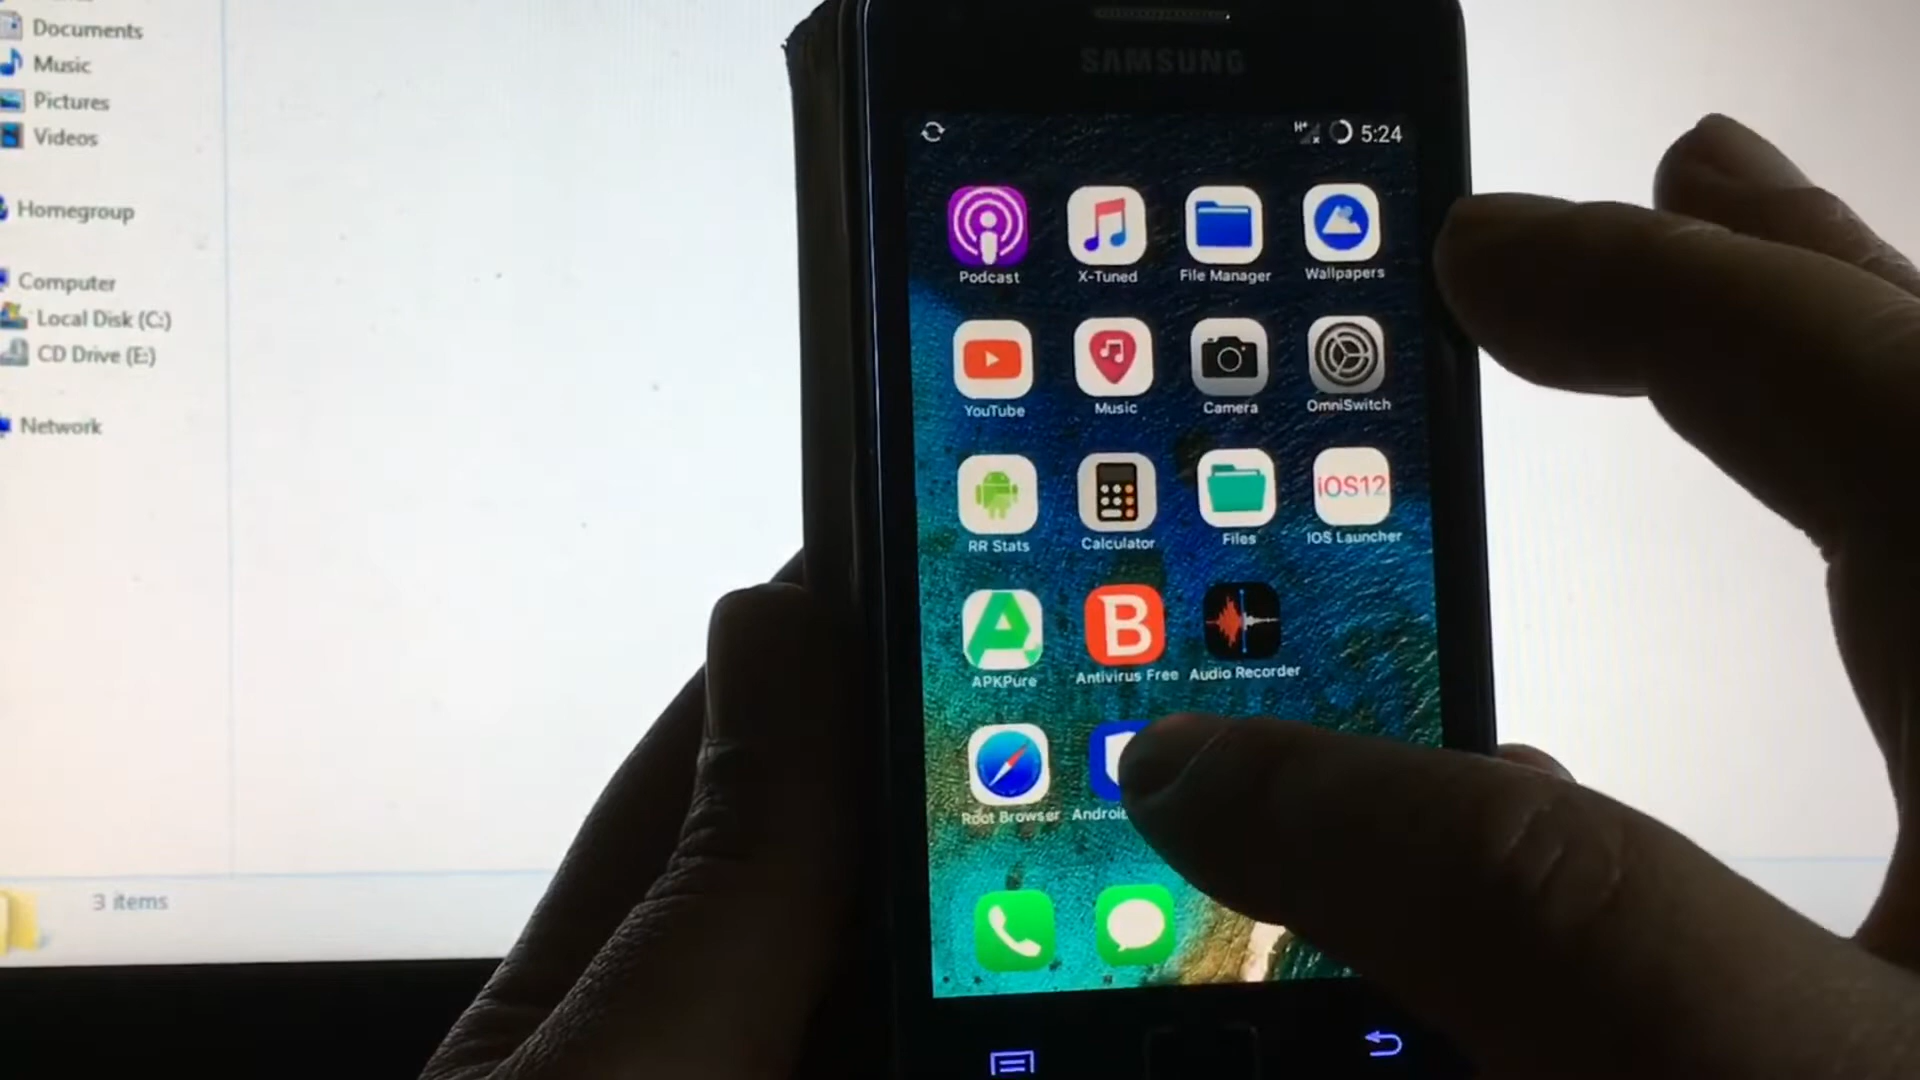 Documents
Music
Pictures
Videos
Homegroup
Computer
Local Disk (C:)
CD Drive (E:)
Network
3 items
SAMSUNG
H+ 5:24
Podcast X-Tuned File Manager Wallpapers
YouTube Music Camera OmniSwitch
iOS12
RR Stats Calculator Files IOS Launcher
B
APKPure Antivirus Free Audio Recorder
Root Browser Android